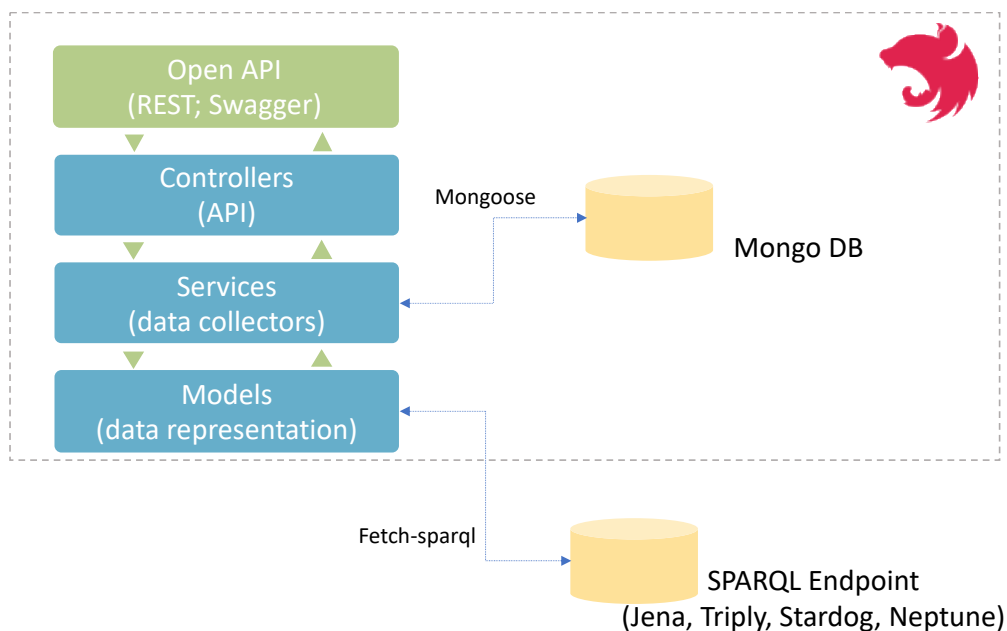 Open API
(REST; Swagger)
Controllers
(API)
Mongoose
Mongo DB
Services
(data collectors)
Models
(data representation)
Fetch-sparql
SPARQL Endpoint
(Jena, Triply, Stardog, Neptune)